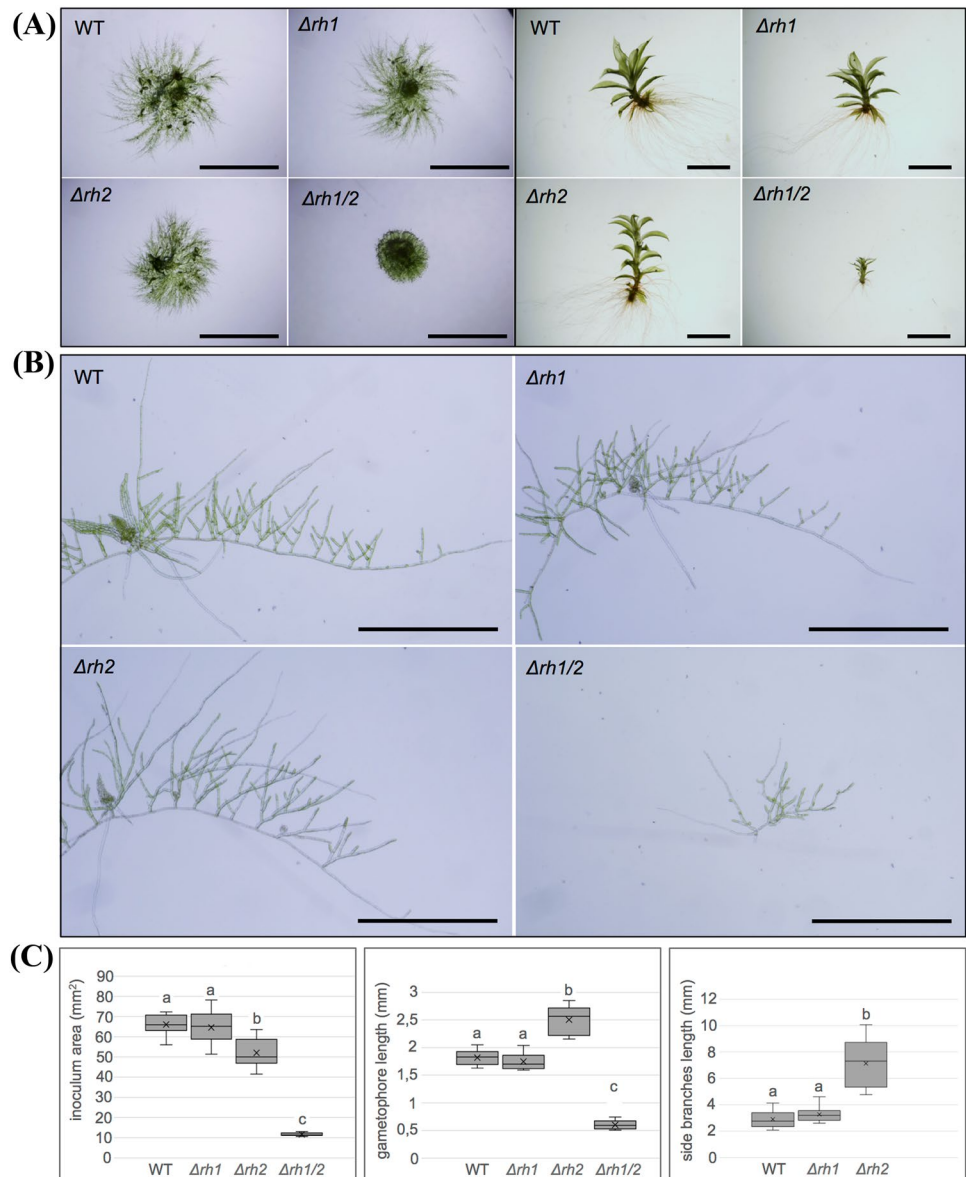 (A)
WT
Δrh1
WT
Δrh1
Δrh2
Δrh1/2
Δrh2
Δrh1/2
(B)
WT
Δrh1
Δrh2
Δrh1/2
(C)
inoculum area (mm²)
90
80
70
60
50
40
30
20
10
0
a
a
b
c
WT Δrh1 Δrh2 Δrh1/2
gametophore length (mm)
3
2,5
2
1,5
1
0,5
0
a
a
b
c
WT Δrh1 Δrh2 Δrh1/2
side branches length (mm)
12
10
8
6
4
2
0
a
a
b
WT Δrh1 Δrh2